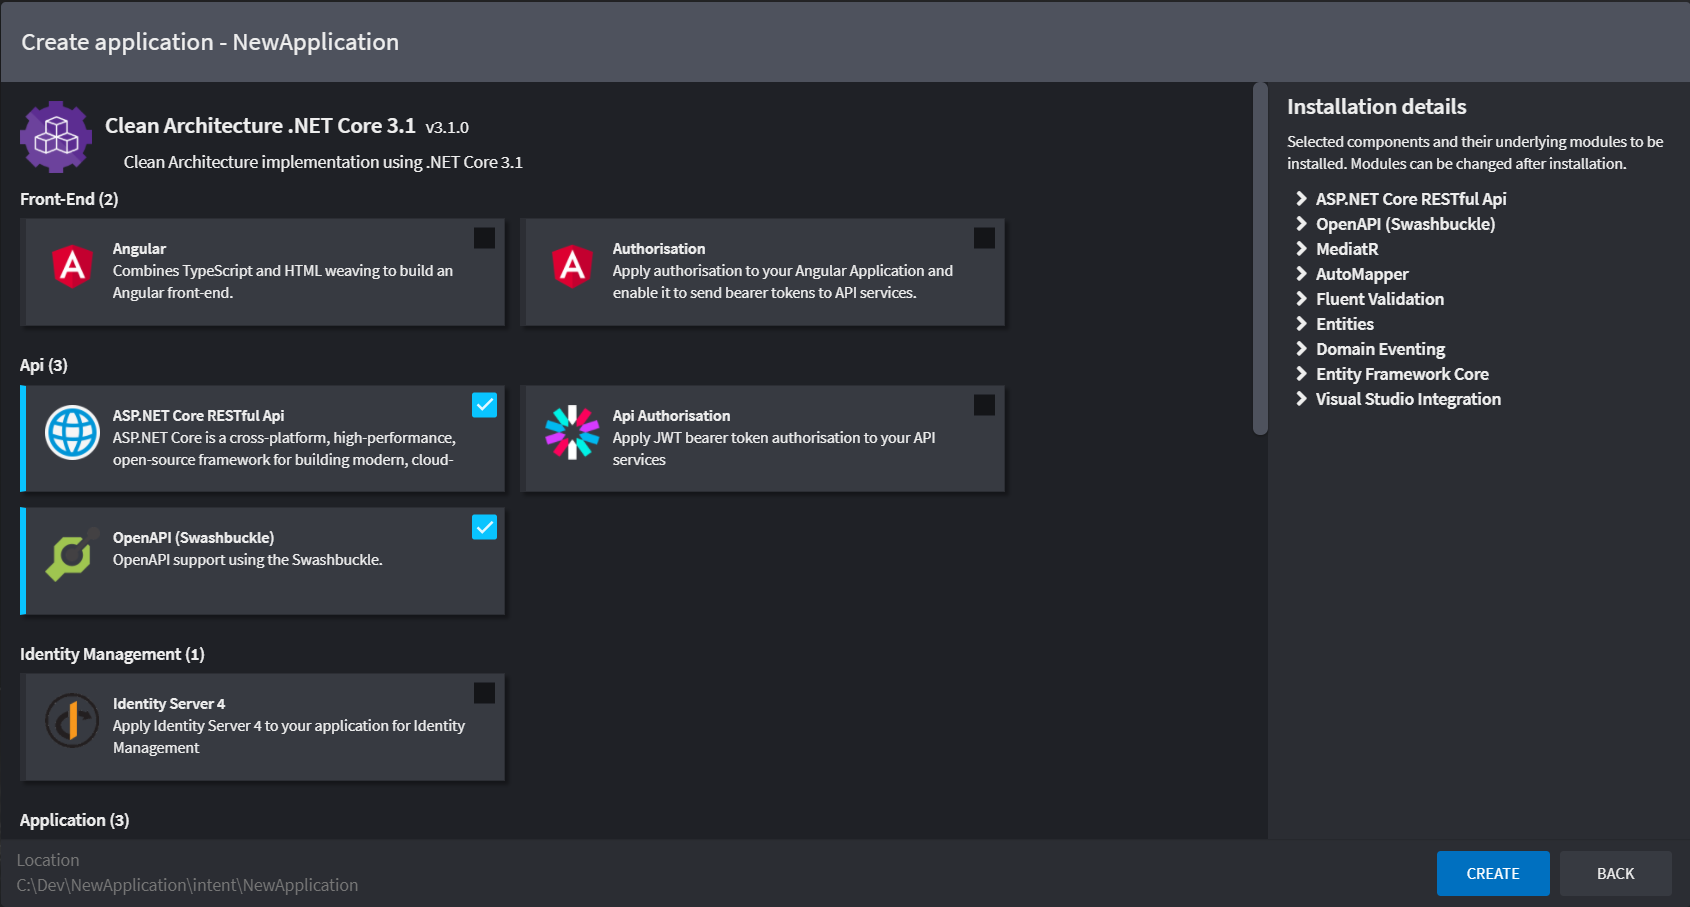 Create application - NewApplication
Clean Architecture .NET Core 3.1 v3.1.0
Clean Architecture implementation using .NET Core 3.1
Front-End (2)
Angular
Combines TypeScript and HTML weaving to build an
Angular front-end.
Authorisation
Apply authorisation to your Angular Application and
enable it to send bearer tokens to API services.
Api (3)
ASP.NET Core RESTful Api
ASP.NET Core is a cross-platform, high-performance,
open-source framework for building modern, cloud-
Api Authorisation
Apply JWT bearer token authorisation to your API
services
OpenAPI (Swashbuckle)
OpenAPI support using the Swashbuckle.
Identity Management (1)
Identity Server 4
Apply Identity Server 4 to your application for Identity
Management
Application (3)
Installation details
Selected components and their underlying modules to be
installed. Modules can be changed after installation.
ASP.NET Core RESTful Api
OpenAPI (Swashbuckle)
MediatR
AutoMapper
Fluent Validation
Entities
Domain Eventing
Entity Framework Core
Visual Studio Integration
Location
C:\Dev\NewApplication\intent\NewApplication
CREATE
BACK